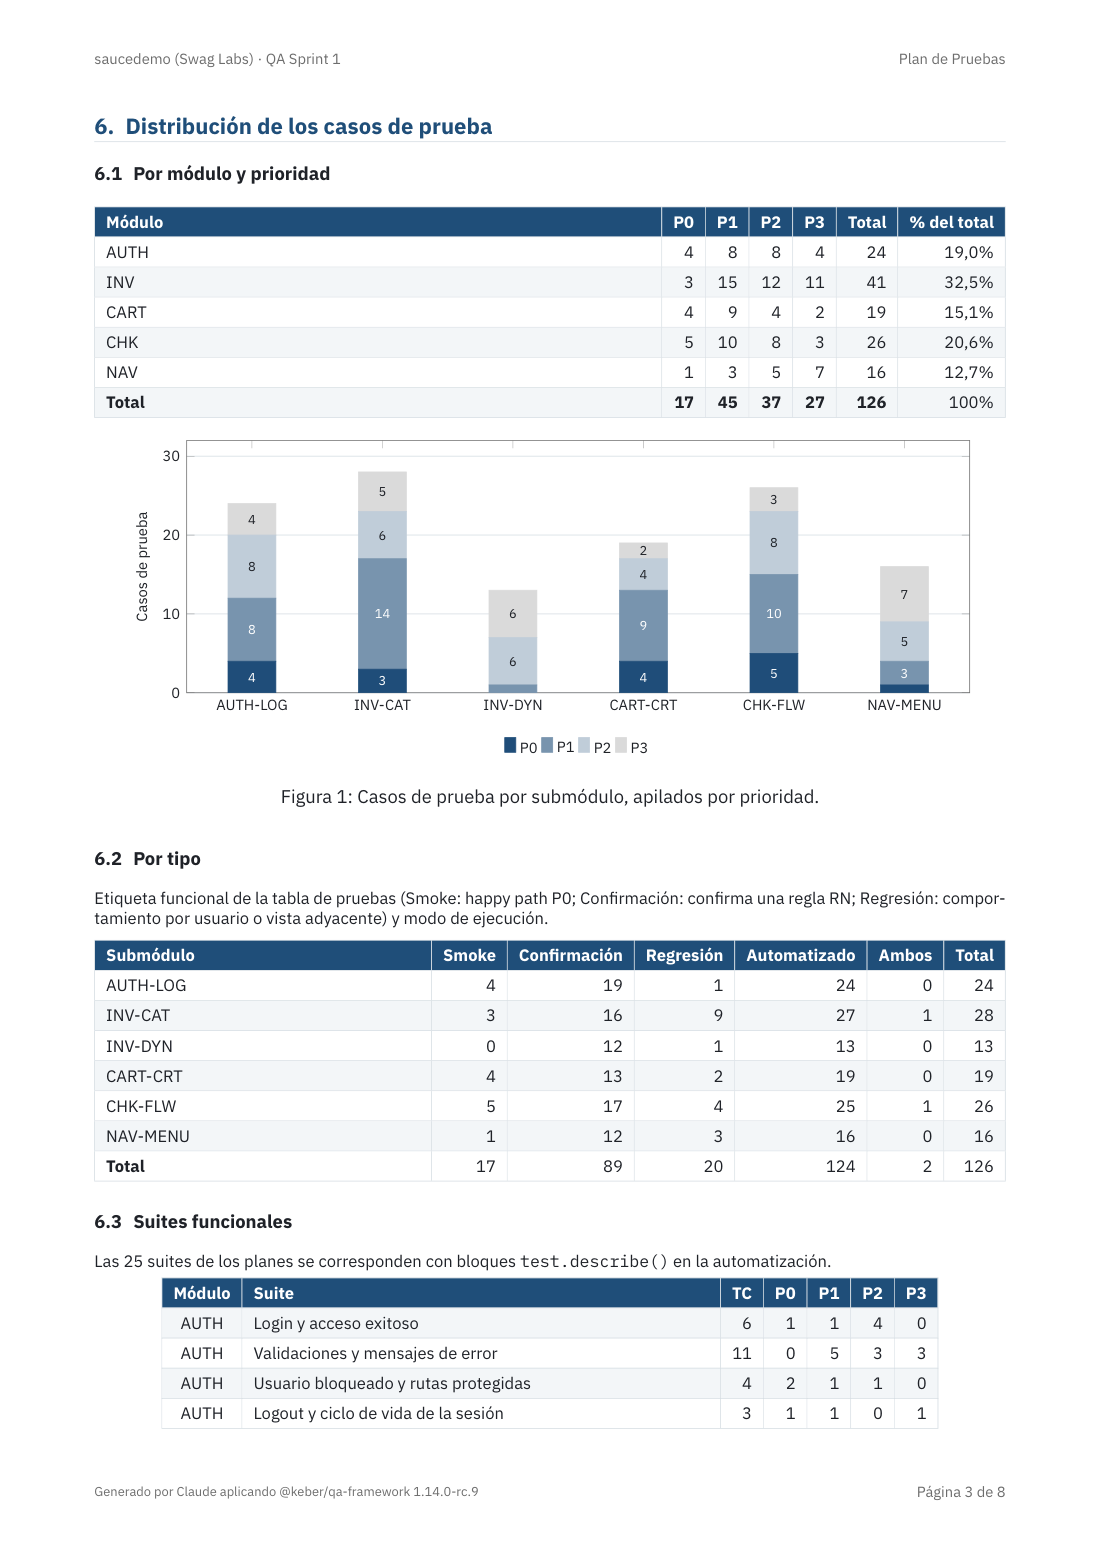 saucedemo (Swag Labs) · QA Sprint 1 Plan de Pruebas
6. Distribución de los casos de prueba
6.1 Por módulo y prioridad
Módulo P0 P1 P2 P3 Total % del total
AUTH 4 8 8 4 24 19,0%
INV 3 15 12 11 41 32,5%
CART 4 9 4 2 19 15,1%
CHK 5 10 8 3 26 20,6%
NAV 1 3 5 7 16 12,7%
Total 17 45 37 27 126 100%
Casos de prueba
30
20
10
0
4 8 8 4
3 14 6 5
6 6
4 9 4 2
5 10 8 3
3 5 7
AUTH-LOG INV-CAT INV-DYN CART-CRT CHK-FLW NAV-MENU
P0 P1 P2 P3
Figura 1: Casos de prueba por submódulo, apilados por prioridad.
6.2 Por tipo
Etiqueta funcional de la tabla de pruebas (Smoke: happy path P0; Confirmación: confirma una regla RN; Regresión: compor-
tamiento por usuario o vista adyacente) y modo de ejecución.
Submódulo Smoke Confirmación Regresión Automatizado Ambos Total
AUTH-LOG 4 19 1 24 0 24
INV-CAT 3 16 9 27 1 28
INV-DYN 0 12 1 13 0 13
CART-CRT 4 13 2 19 0 19
CHK-FLW 5 17 4 25 1 26
NAV-MENU 1 12 3 16 0 16
Total 17 89 20 124 2 126
6.3 Suites funcionales
Las 25 suites de los planes se corresponden con bloques test.describe() en la automatización.
Módulo Suite TC P0 P1 P2 P3
AUTH Login y acceso exitoso 6 1 1 4 0
AUTH Validaciones y mensajes de error 11 0 5 3 3
AUTH Usuario bloqueado y rutas protegidas 4 2 1 1 0
AUTH Logout y ciclo de vida de la sesión 3 1 1 0 1
Generado por Claude aplicando @keber/qa-framework 1.14.0-rc.9 Página 3 de 8